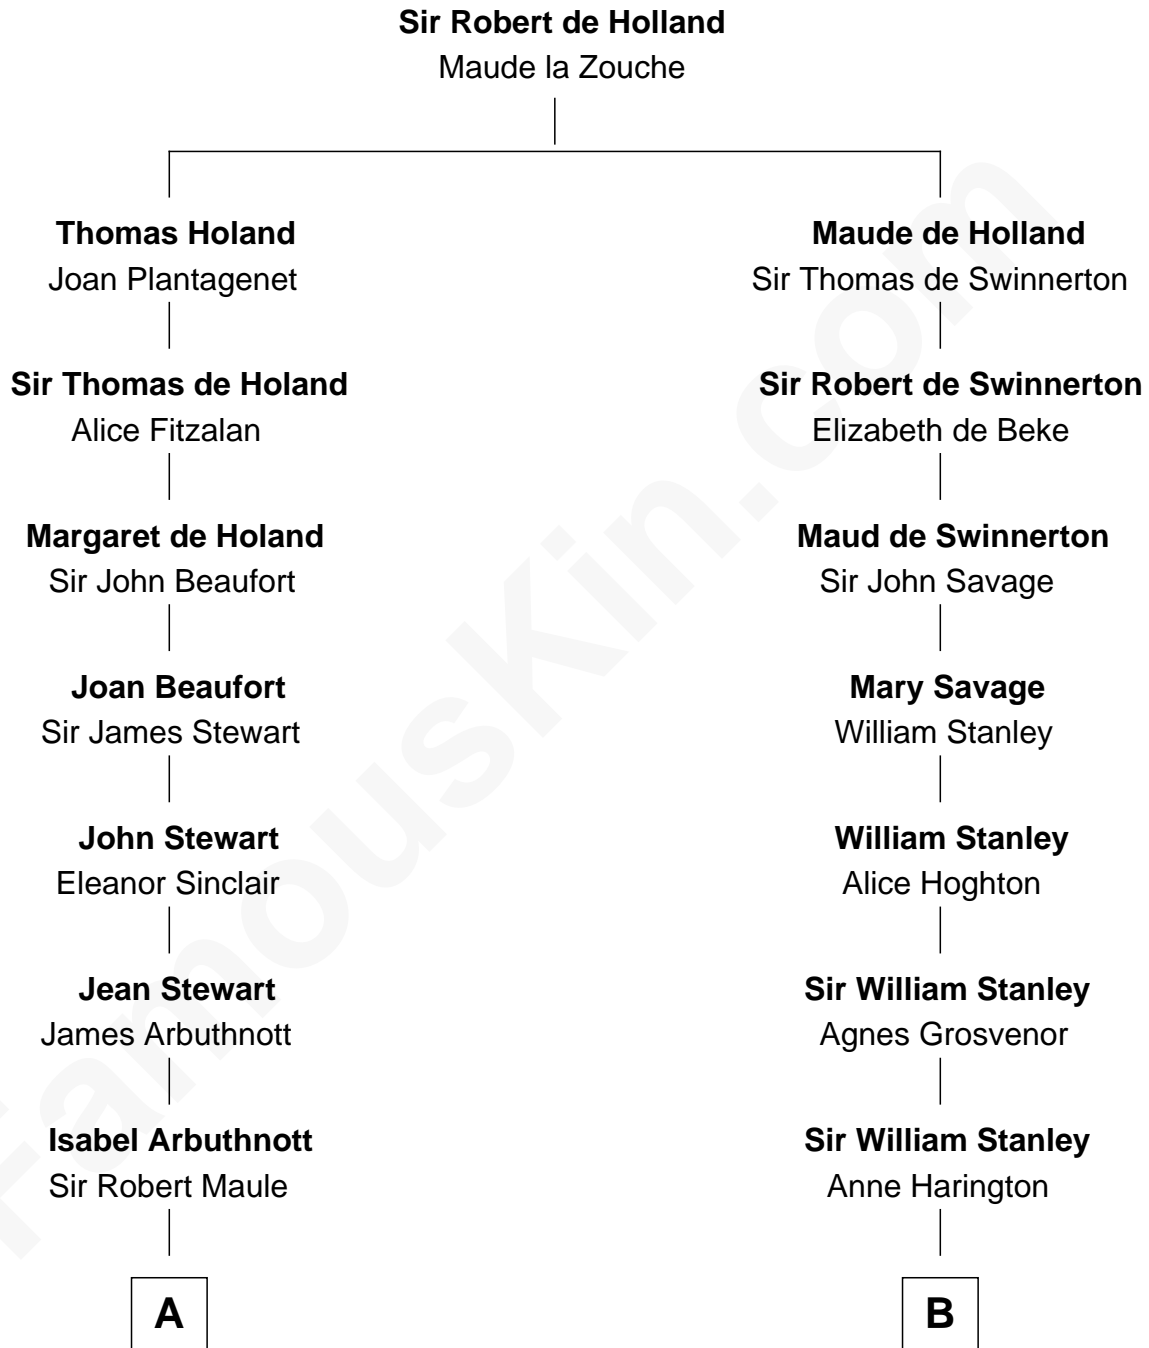 Sir Robert de Holland
Maude la Zouche
Thomas Holand
Joan Plantagenet
Maude de Holland
Sir Thomas de Swinnerton
Sir Thomas de Holand
Alice Fitzalan
Sir Robert de Swinnerton
Elizabeth de Beke
Margaret de Holand
Sir John Beaufort
Maud de Swinnerton
Sir John Savage
Joan Beaufort
Sir James Stewart
Mary Savage
William Stanley
John Stewart
Eleanor Sinclair
William Stanley
Alice Hoghton
Jean Stewart
James Arbuthnott
Sir William Stanley
Agnes Grosvenor
Isabel Arbuthnott
Sir Robert Maule
Sir William Stanley
Anne Harington
A
B
FamousKin.com